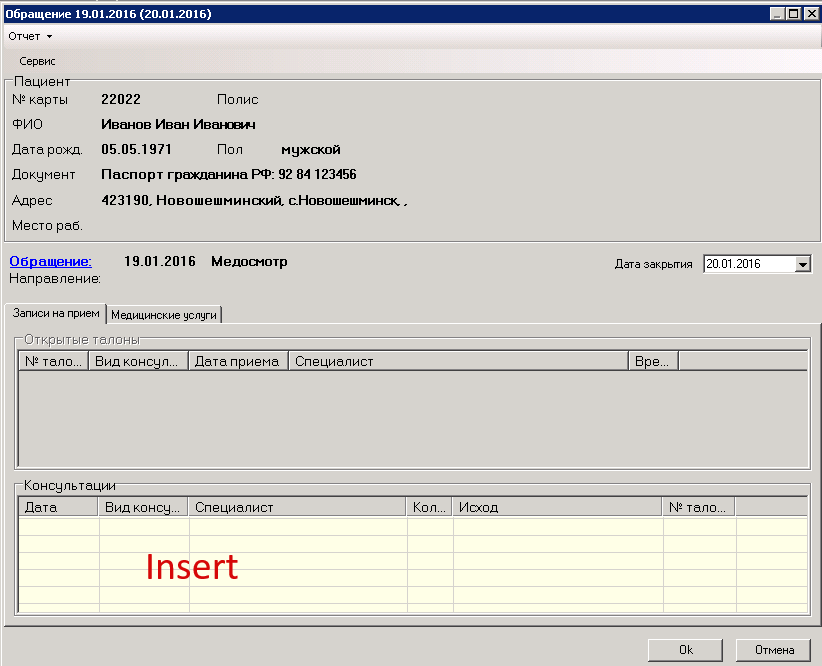 Обращение 19.01.2016 (20.01.2016)
Отчет
Сервис
Пациент
№ карты 22022 Полис
ФИО Иванов Иван Иванович
Дата рожд. 05.05.1971 Пол мужской
Документ Паспорт гражданина РФ: 92 84 123456
Адрес 423190, Новошешминский, с.Новошешминск, ,
Место раб.
Обращение: 19.01.2016 Медосмотр Дата закрытия 20.01.2016
Направление:
Записи на прием Медицинские услуги
Открытые талоны
№ тало... Вид консул... Дата приема Специалист Вре...
Консультации
Дата Вид консу... Специалист Кол... Исход № тало...
Insert
Ok Отмена